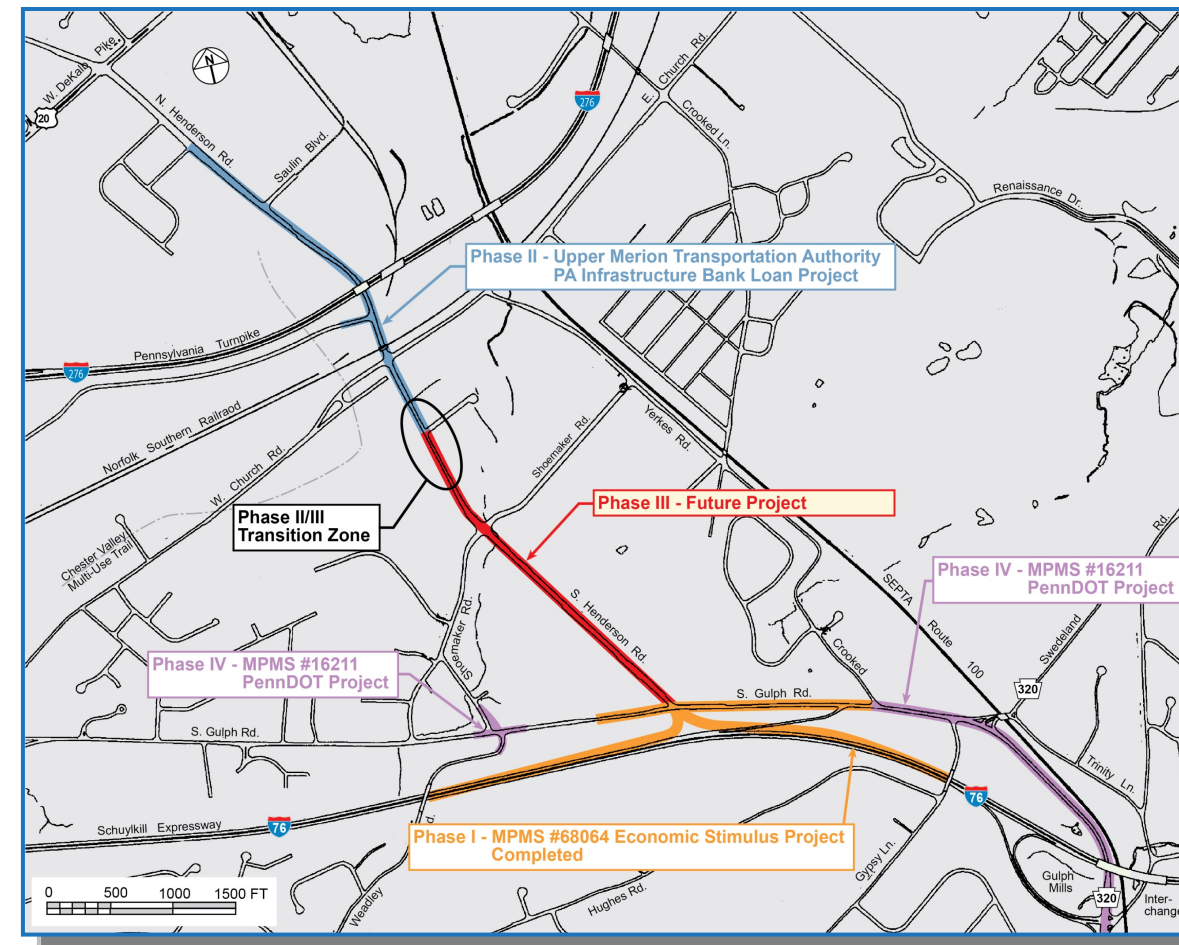 W. DeKalb Pike
20
N
N. Henderson Rd.
Saulin Blvd.
276
E. Church Rd.
Crooked Ln.
Renaissance Dr..
Phase II - Upper Merion Transportation Authority
PA Infrastructure Bank Loan Project
Pennsylvania Turnpike
276
Norfolk Southern Railraod
W. Church Rd.
Shoemaker Rd.
Yerkes Rd.
Phase II/III
Transition Zone
Phase III - Future Project
Chester Valley
Multi-Use Trail
Phase IV - MPMS #16211
PennDOT Project
SEPTA Route 100
Swedeland Rd.
S. Henderson Rd.
Shoemaker Rd.
Crooked
Phase IV - MPMS #16211
PennDOT Project
320
S. Gulph Rd.
S. Gulph Rd.
Trinity Ln.
76
Schuylkill Expressway
76
d.
Phase I - MPMS #68064 Economic Stimulus Project
Completed
Gypsy Ln.
Gulph
Mills
320
Inter-
change
Hughes Rd.
Weadley
0 500 1000 1500 FT